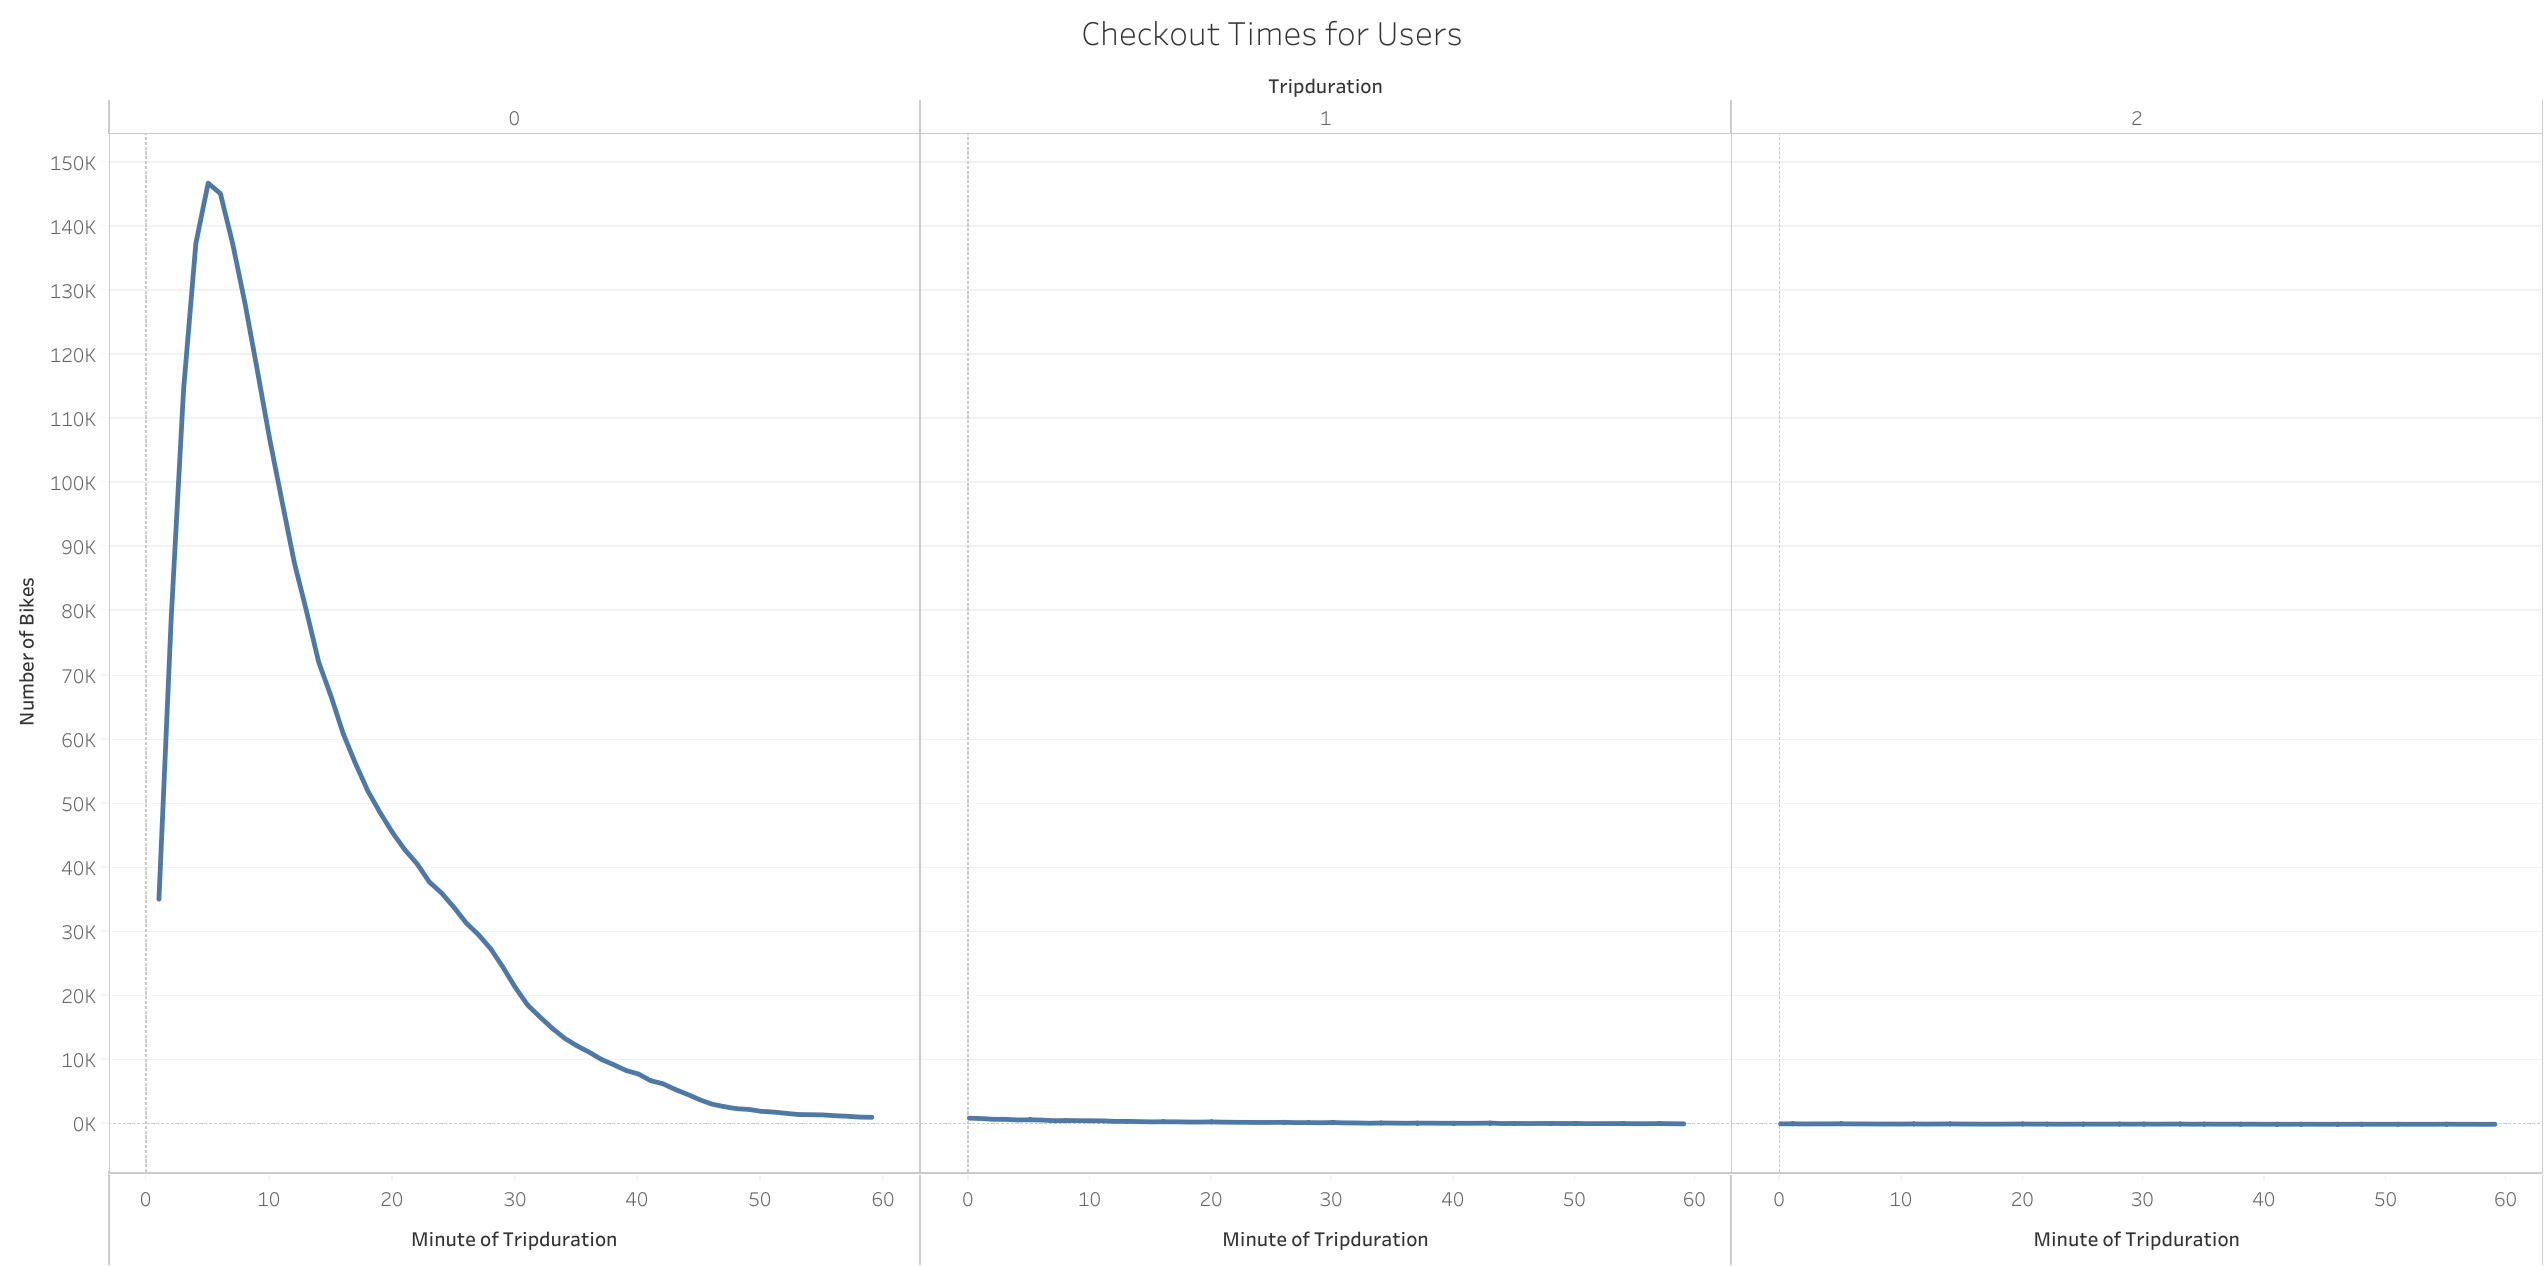 Checkout Times for Users
Tripduration
0 1 2
150K
140K
130K
120K
110K
100K
90K
80K
70K
60K
50K
40K
30K
20K
10K
0K
Number of Bikes
0 10 20 30 40 50 60 0 10 20 30 40 50 60 0 10 20 30 40 50 60
Minute of Tripduration Minute of Tripduration Minute of Tripduration